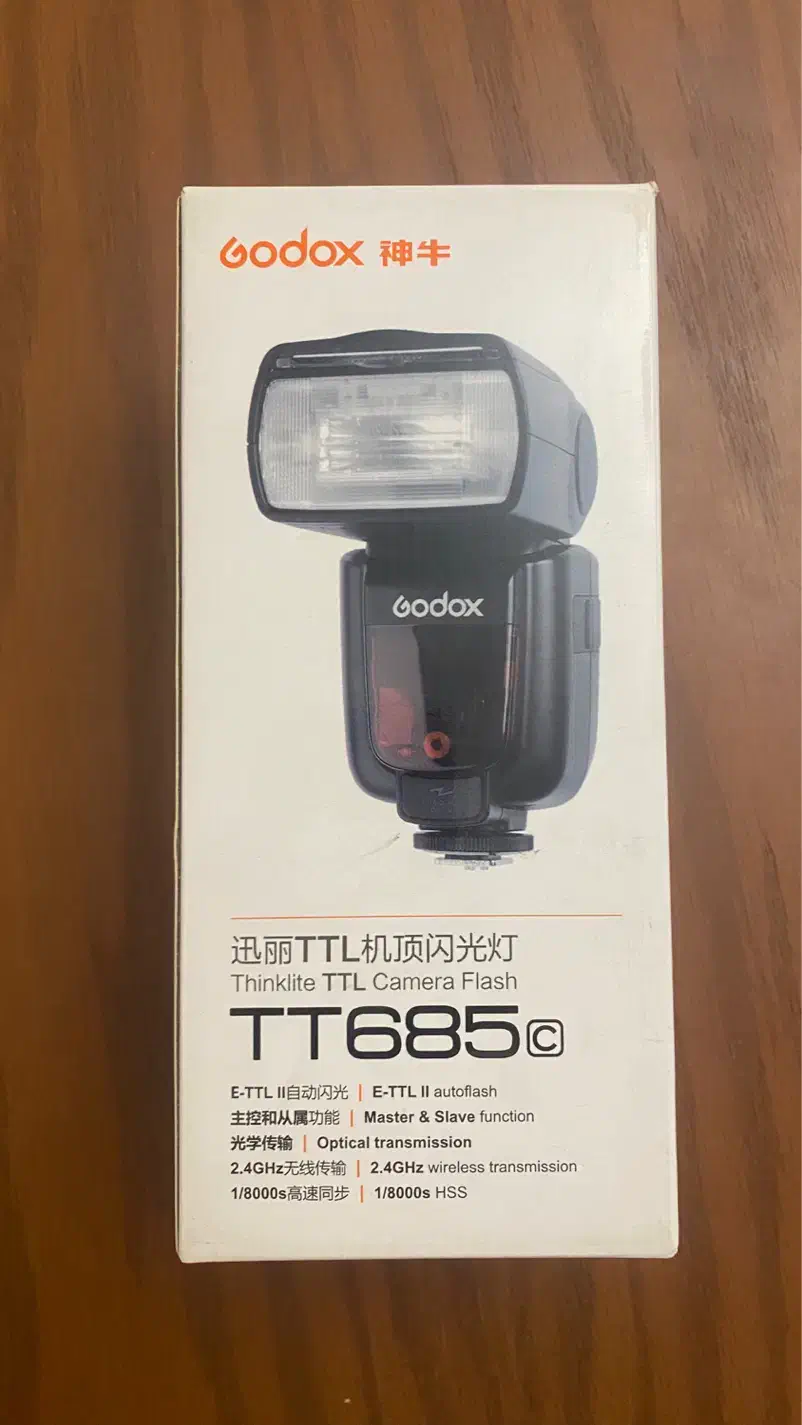 Godox 神牛
Godox
迅丽TTL机顶闪光灯
Thinklite TTL Camera Flash
TT685C
E-TTL II自动闪光 | E-TTL II autoflash
主控和从属功能 | Master & Slave function
光学传输 | Optical transmission
2.4GHz无线传输 | 2.4GHz wireless transmission
1/8000s高速同步 | 1/8000s HSS